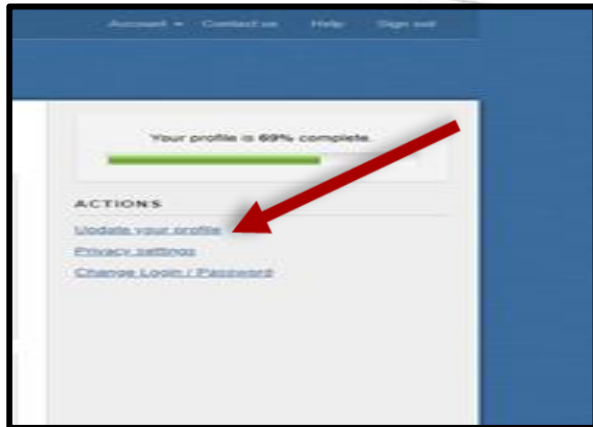 Account Contact us Help Sign out
Your profile is 69% complete.
ACTIONS
Update your profile
Privacy settings
Change Login / Password